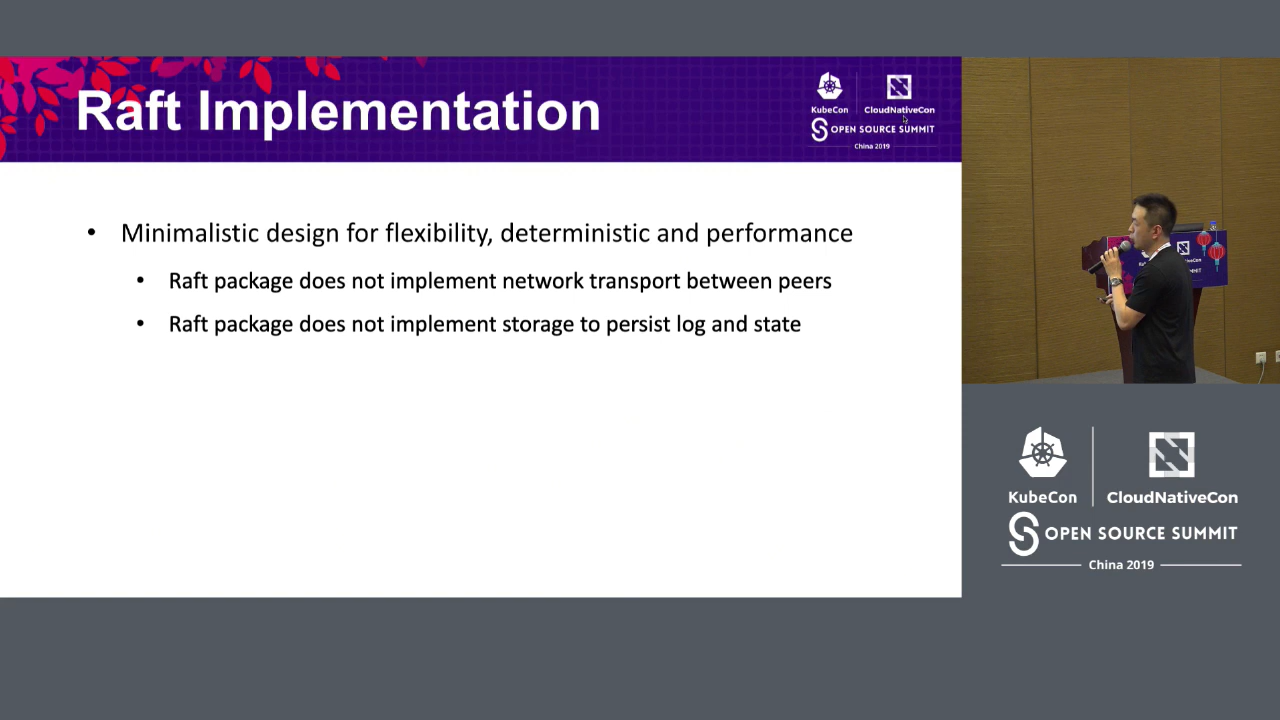 Raft Implementation
KubeCon
CloudNativeCon
OPEN SOURCE SUMMIT
China 2019
• Minimalistic design for flexibility, deterministic and performance
• Raft package does not implement network transport between peers
• Raft package does not implement storage to persist log and state
SUMMIT
KubeCon
CloudNativeCon
OPEN SOURCE SUMMIT
China 2019